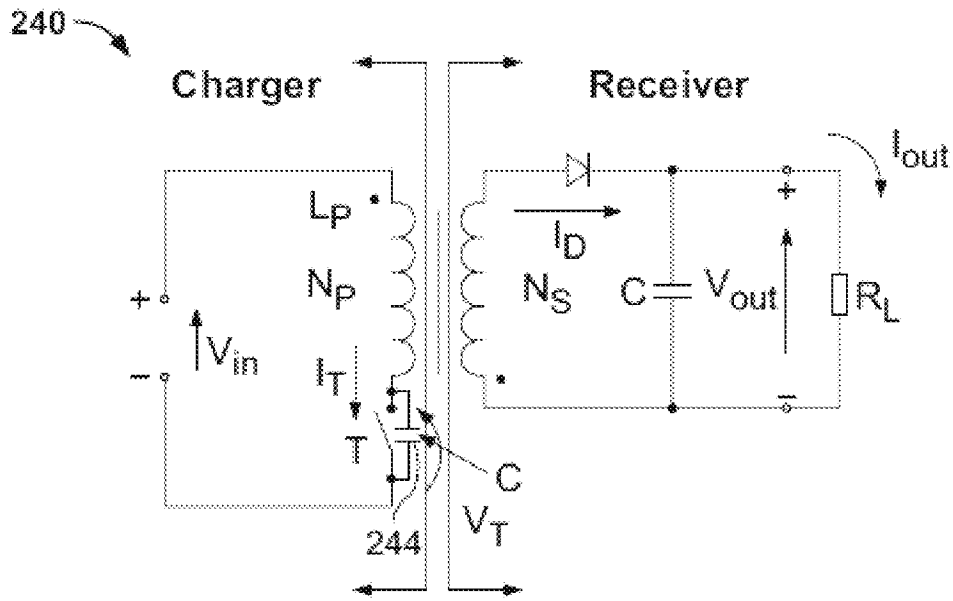 240
Charger
Receiver
I_out
L_P
+
I_D
N_P
N_S
C
V_out
R_L
+
V_in
−
I_T
−
T
C
244
V_T